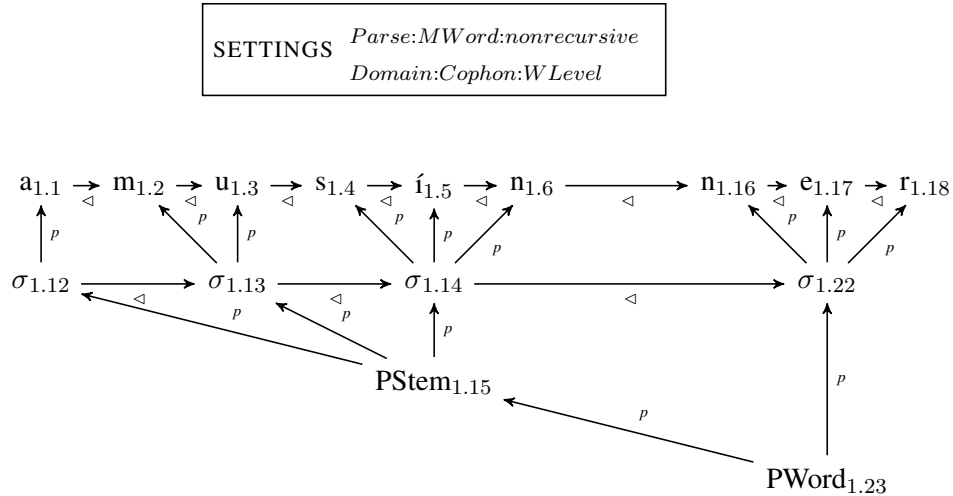 SETTINGS Parse:MWord:nonrecursive
Domain:Cophon:WLevel
a1.1 m1.2 u1.3 s1.4 í1.5 n1.6 n1.16 e1.17 r1.18
◁ ◁ ◁ ◁ ◁ ◁ ◁ ◁
p p p p p p p p p
σ1.12 σ1.13 σ1.14 σ1.22
◁ ◁ ◁
p p p p
PStem1.15
p
PWord1.23